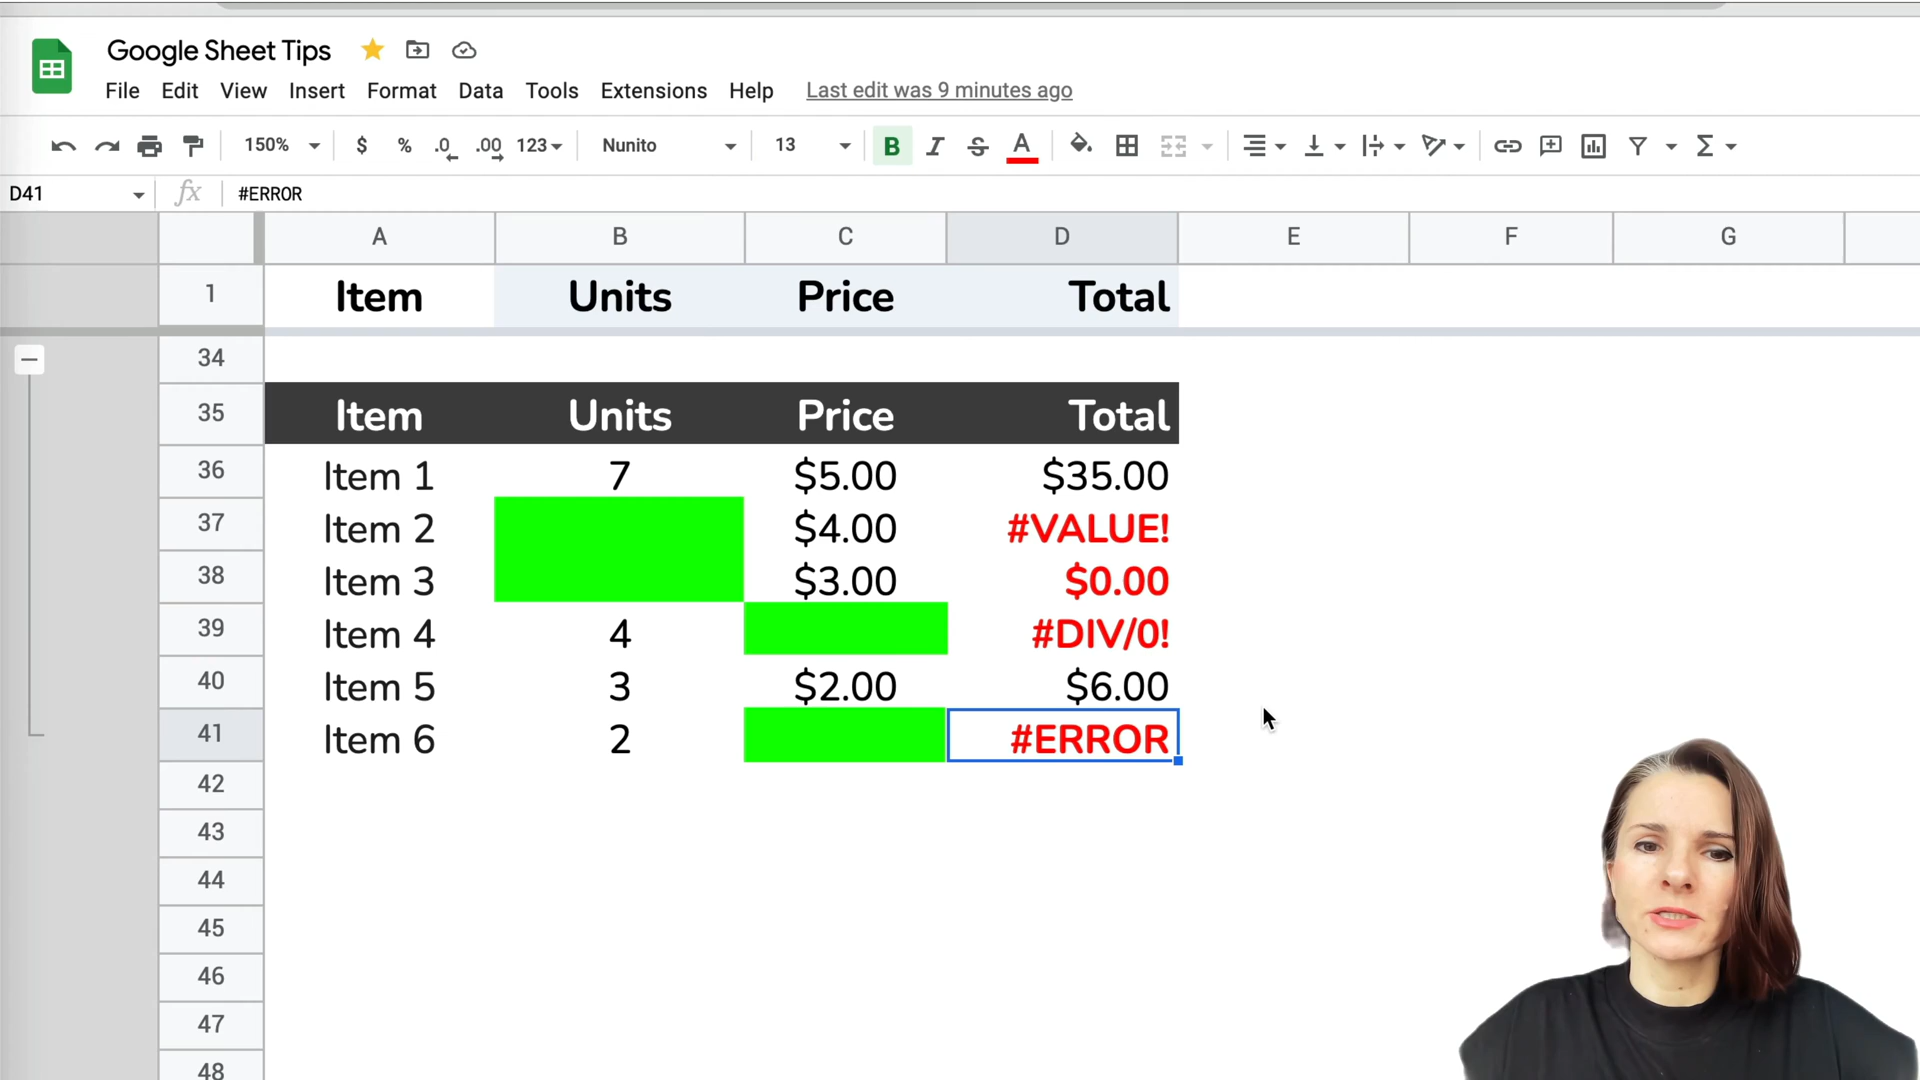 Google Sheet Tips
File Edit View Insert Format Data Tools Extensions Help Last edit was 9 minutes ago
150% $ % .0 .00 123 Nunito 13 B I S A Σ
D41 fx #ERROR
A B C D E F G
1 Item Units Price Total
34
35 Item Units Price Total
36 Item 1 7 $5.00 $35.00
37 Item 2 $4.00 #VALUE!
38 Item 3 $3.00 $0.00
39 Item 4 4 #DIV/0!
40 Item 5 3 $2.00 $6.00
41 Item 6 2 #ERROR
42
43
44
45
46
47
48